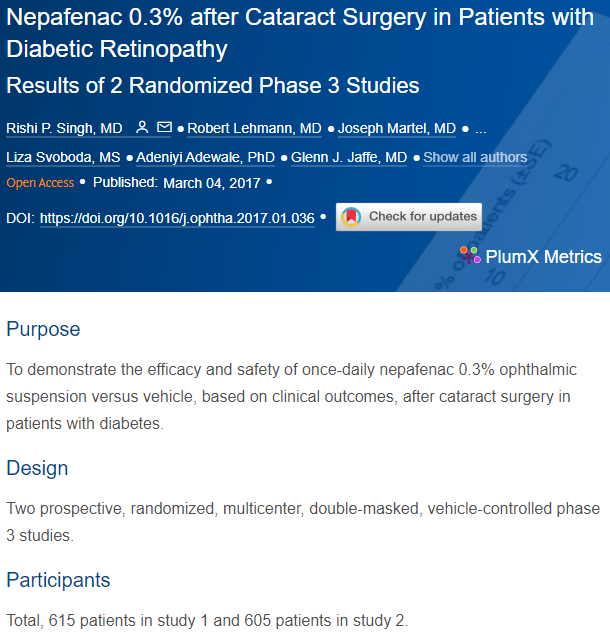 Nepafenac 0.3% after Cataract Surgery in Patients with
Diabetic Retinopathy
Results of 2 Randomized Phase 3 Studies
Rishi P. Singh, MD • Robert Lehmann, MD • Joseph Martel, MD • ...
Liza Svoboda, MS • Adeniyi Adewale, PhD • Glenn J. Jaffe, MD • Show all authors
Open Access • Published: March 04, 2017 •
DOI: https://doi.org/10.1016/j.ophtha.2017.01.036 • Check for updates
PlumX Metrics
% of patients (±SE)
20
10
Purpose
To demonstrate the efficacy and safety of once-daily nepafenac 0.3% ophthalmic
suspension versus vehicle, based on clinical outcomes, after cataract surgery in
patients with diabetes.
Design
Two prospective, randomized, multicenter, double-masked, vehicle-controlled phase
3 studies.
Participants
Total, 615 patients in study 1 and 605 patients in study 2.